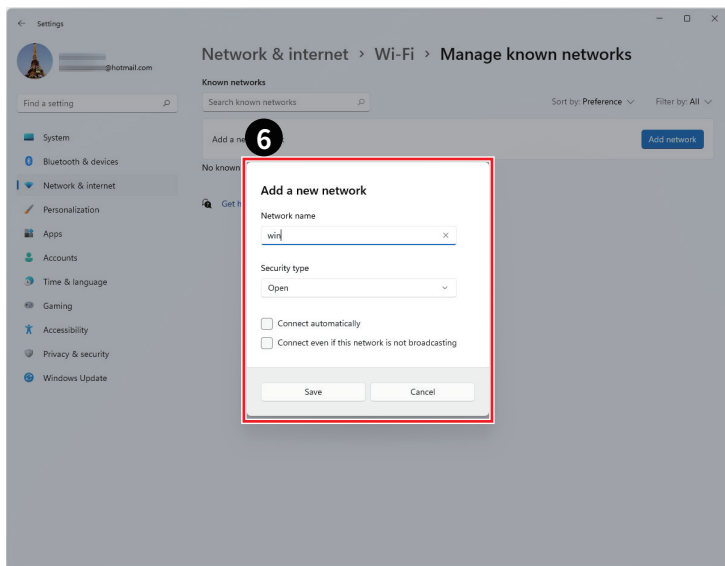 Settings
@hotmail.com
Find a setting
System
Bluetooth & devices
Network & internet
Personalization
Apps
Accounts
Time & language
Gaming
Accessibility
Privacy & security
Windows Update
Network & internet > Wi-Fi > Manage known networks
Known networks
Search known networks
Sort by: Preference
Filter by: All
Add a ne
Add network
No known
Get h
6
Add a new network
Network name
win
Security type
Open
Connect automatically
Connect even if this network is not broadcasting
Save
Cancel